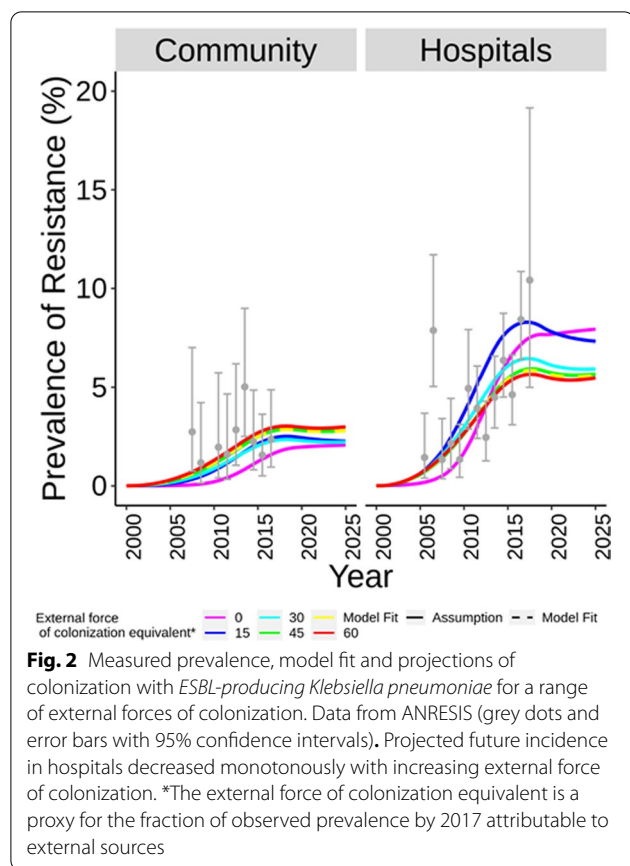 Community
Hospitals
Prevalence of Resistance (%)
20
15
10
5
0
2000 2005 2010 2015 2020 2025
2000 2005 2010 2015 2020 2025
Year
External force
of colonization equivalent*
0 30 Model Fit Assumption Model Fit
15 45 60
Fig. 2 Measured prevalence, model fit and projections of
colonization with ESBL-producing Klebsiella pneumoniae for a range
of external forces of colonization. Data from ANRESIS (grey dots and
error bars with 95% confidence intervals). Projected future incidence
in hospitals decreased monotonously with increasing external force
of colonization. *The external force of colonization equivalent is a
proxy for the fraction of observed prevalence by 2017 attributable to
external sources